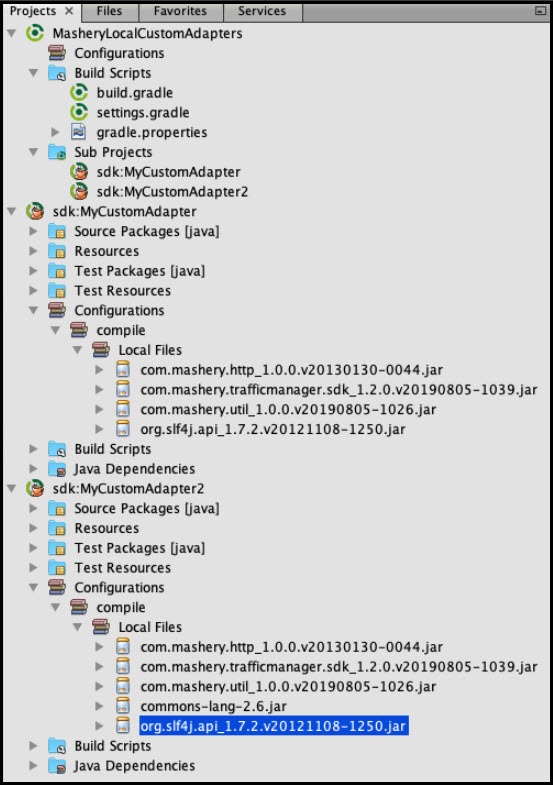 Projects × Files Favorites Services
MasheryLocalCustomAdapters
Configurations
Build Scripts
build.gradle
settings.gradle
gradle.properties
Sub Projects
sdk:MyCustomAdapter
sdk:MyCustomAdapter2
sdk:MyCustomAdapter
Source Packages [java]
Resources
Test Packages [java]
Test Resources
Configurations
compile
Local Files
com.mashery.http_1.0.0.v20130130-0044.jar
com.mashery.trafficmanager.sdk_1.2.0.v20190805-1039.jar
com.mashery.util_1.0.0.v20190805-1026.jar
org.slf4j.api_1.7.2.v20121108-1250.jar
Build Scripts
Java Dependencies
sdk:MyCustomAdapter2
Source Packages [java]
Resources
Test Packages [java]
Test Resources
Configurations
compile
Local Files
com.mashery.http_1.0.0.v20130130-0044.jar
com.mashery.trafficmanager.sdk_1.2.0.v20190805-1039.jar
com.mashery.util_1.0.0.v20190805-1026.jar
commons-lang-2.6.jar
org.slf4j.api_1.7.2.v20121108-1250.jar
Build Scripts
Java Dependencies